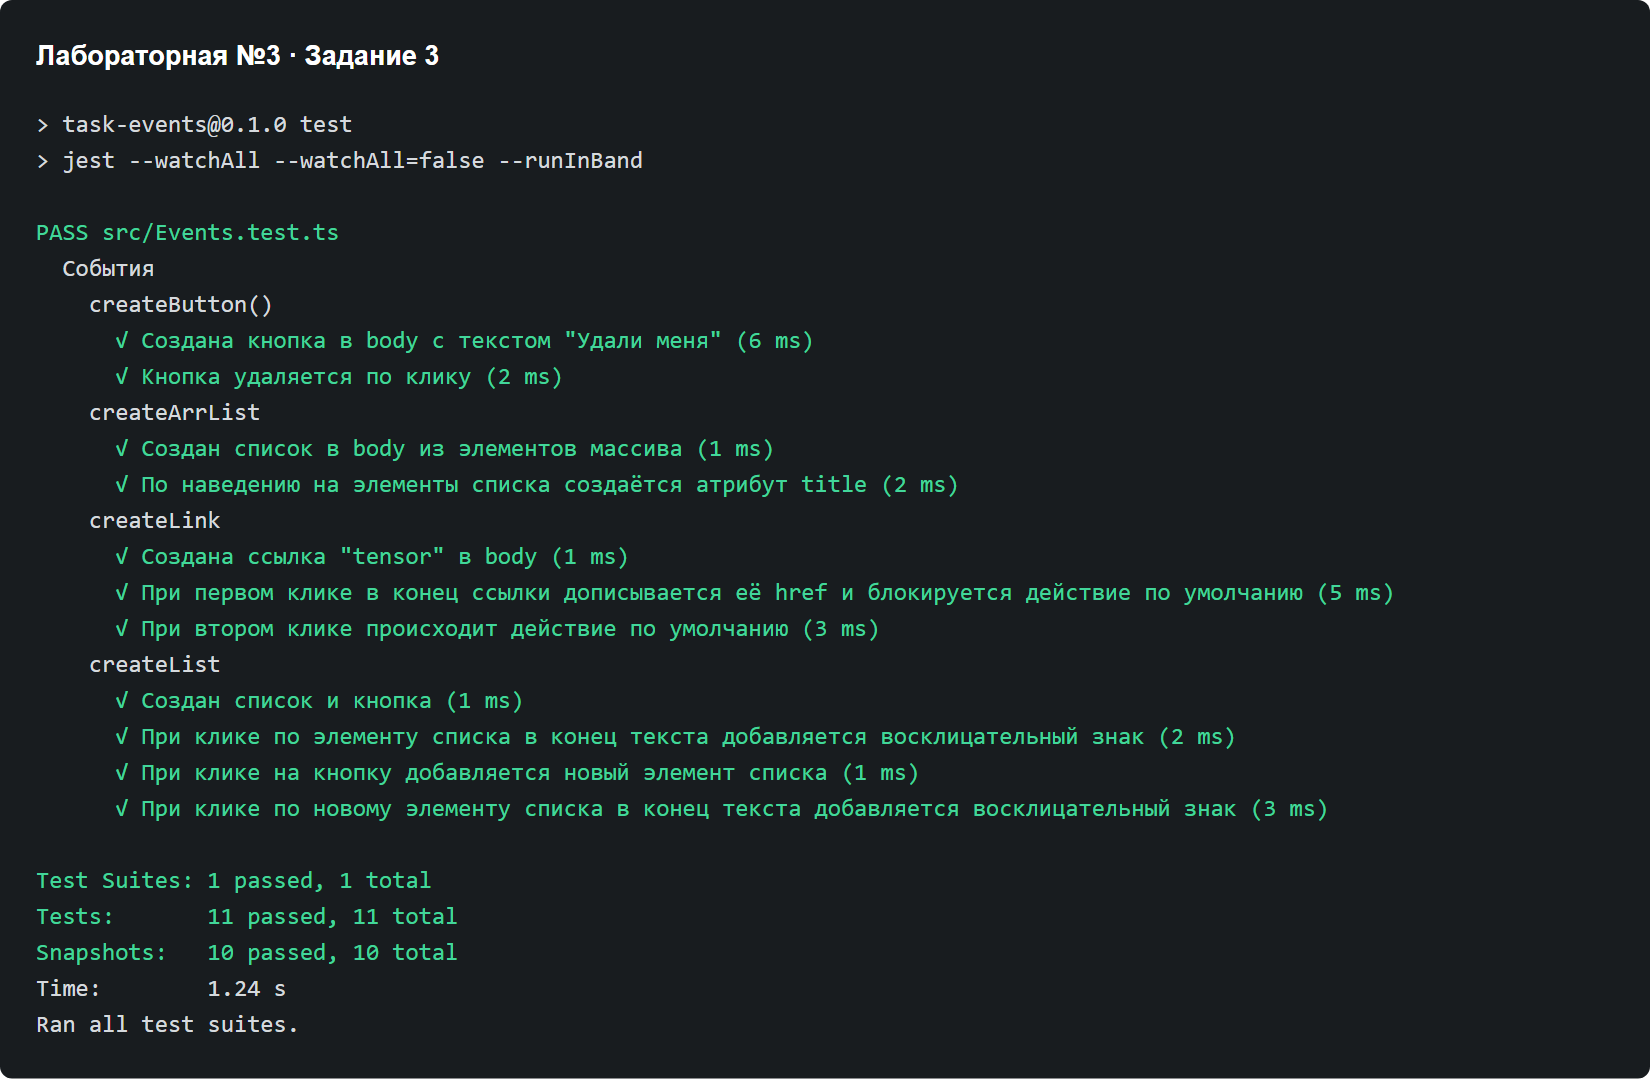 Лабораторная №3 · Задание 3
> task-events@0.1.0 test
> jest --watchAll --watchAll=false --runInBand
PASS src/Events.test.ts
События
createButton()
√ Создана кнопка в body с текстом "Удали меня" (6 ms)
√ Кнопка удаляется по клику (2 ms)
createArrList
√ Создан список в body из элементов массива (1 ms)
√ По наведению на элементы списка создаётся атрибут title (2 ms)
createLink
√ Создана ссылка "tensor" в body (1 ms)
√ При первом клике в конец ссылки дописывается её href и блокируется действие по умолчанию (5 ms)
√ При втором клике происходит действие по умолчанию (3 ms)
createList
√ Создан список и кнопка (1 ms)
√ При клике по элементу списка в конец текста добавляется восклицательный знак (2 ms)
√ При клике на кнопку добавляется новый элемент списка (1 ms)
√ При клике по новому элементу списка в конец текста добавляется восклицательный знак (3 ms)
Test Suites: 1 passed, 1 total
Tests:       11 passed, 11 total
Snapshots:   10 passed, 10 total
Time:        1.24 s
Ran all test suites.